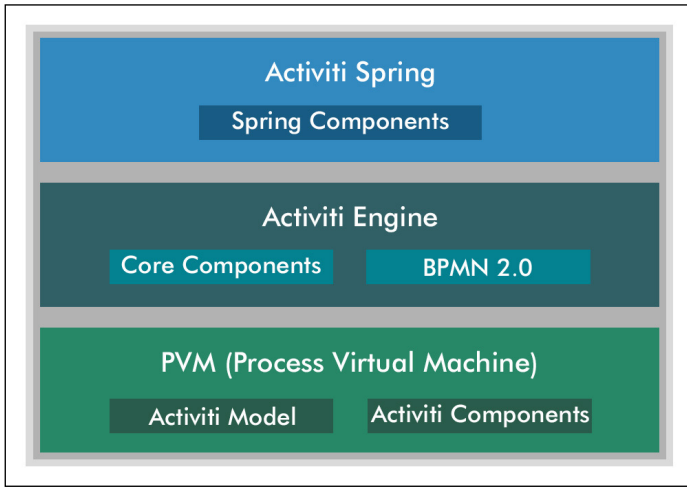 Activiti Spring
Spring Components
Activiti Engine
Core Components BPMN 2.0
PVM (Process Virtual Machine)
Activiti Model Activiti Components